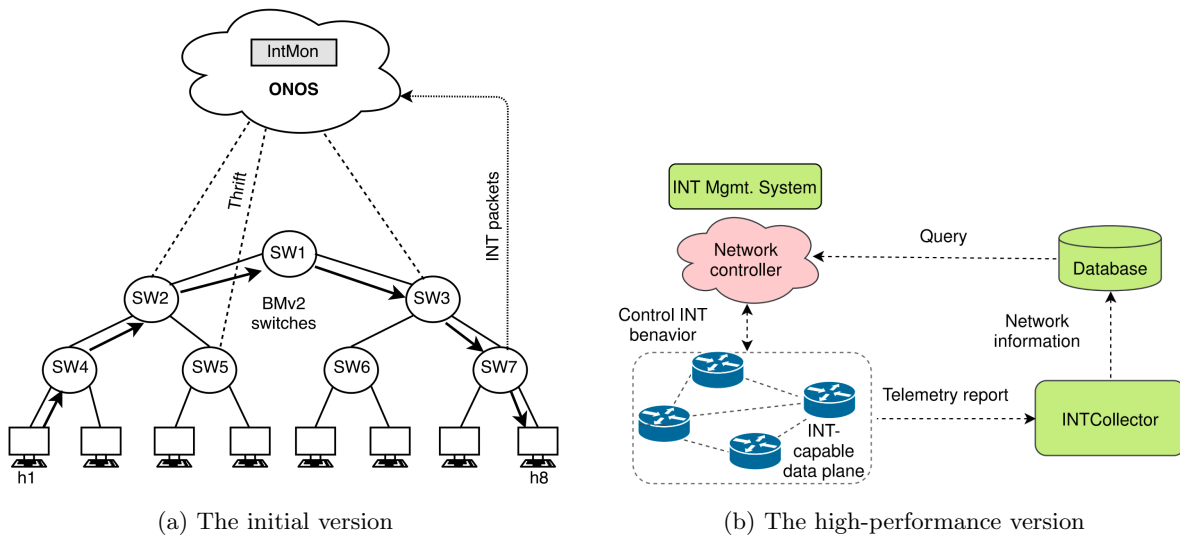 IntMon
ONOS
Thrift
INT packets
SW1
SW2
BMv2
switches
SW3
SW4
SW5
SW6
SW7
h1
h8
(a) The initial version
INT Mgmt. System
Network
controller
Query
Database
Control INT
benavior
Network
information
Telemetry report
INTCollector
INT-
capable
data plane
(b) The high-performance version